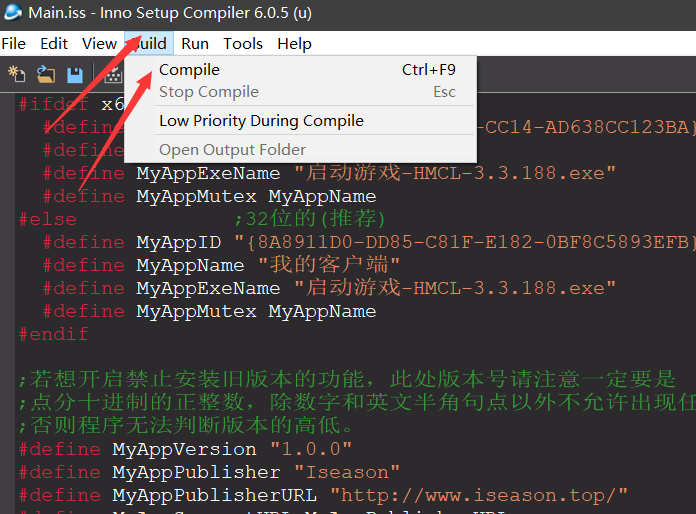 Main.iss - Inno Setup Compiler 6.0.5 (u)
File Edit View Build Run Tools Help
Compile Ctrl+F9
Stop Compile Esc
Low Priority During Compile
Open Output Folder
#ifdef x6
#define -CC14-AD638CC123BA}
#define
#define MyAppExeName "启动游戏-HMCL-3.3.188.exe"
#define MyAppMutex MyAppName
#else ;32位的(推荐)
#define MyAppID "{8A8911D0-DD85-C81F-E182-0BF8C5893EFB}
#define MyAppName "我的客户端"
#define MyAppExeName "启动游戏-HMCL-3.3.188.exe"
#define MyAppMutex MyAppName
#endif
;若想开启禁止安装旧版本的功能，此处版本号请注意一定要是
;点分十进制的正整数，除数字和英文半角句点以外不允许出现任
;否则程序无法判断版本的高低。
#define MyAppVersion "1.0.0"
#define MyAppPublisher "Iseason"
#define MyAppPublisherURL "http://www.iseason.top/"